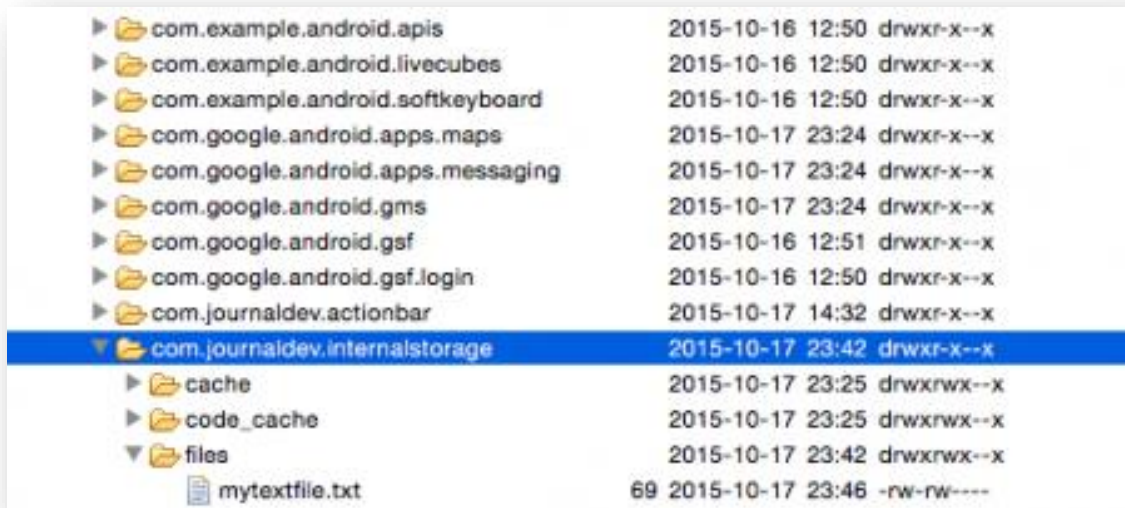 com.example.android.apis 2015-10-16 12:50 drwxr-x--x
com.example.android.livecubes 2015-10-16 12:50 drwxr-x--x
com.example.android.softkeyboard 2015-10-16 12:50 drwxr-x--x
com.google.android.apps.maps 2015-10-17 23:24 drwxr-x--x
com.google.android.apps.messaging 2015-10-17 23:24 drwxr-x--x
com.google.android.gms 2015-10-17 23:24 drwxr-x--x
com.google.android.gsf 2015-10-16 12:51 drwxr-x--x
com.google.android.gsf.login 2015-10-16 12:50 drwxr-x--x
com.journaldev.actionbar 2015-10-17 14:32 drwxr-x--x
com.journaldev.internalstorage 2015-10-17 23:42 drwxr-x--x
cache 2015-10-17 23:25 drwxrwx--x
code_cache 2015-10-17 23:25 drwxrwx--x
files 2015-10-17 23:42 drwxrwx--x
mytextfile.txt 69 2015-10-17 23:46 -rw-rw----